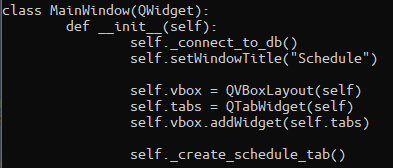 class MainWindow(QWidget):
        def __init__(self):
                self._connect_to_db()
                self.setWindowTitle("Schedule")

                self.vbox = QVBoxLayout(self)
                self.tabs = QTabWidget(self)
                self.vbox.addWidget(self.tabs)

                self._create_schedule_tab()